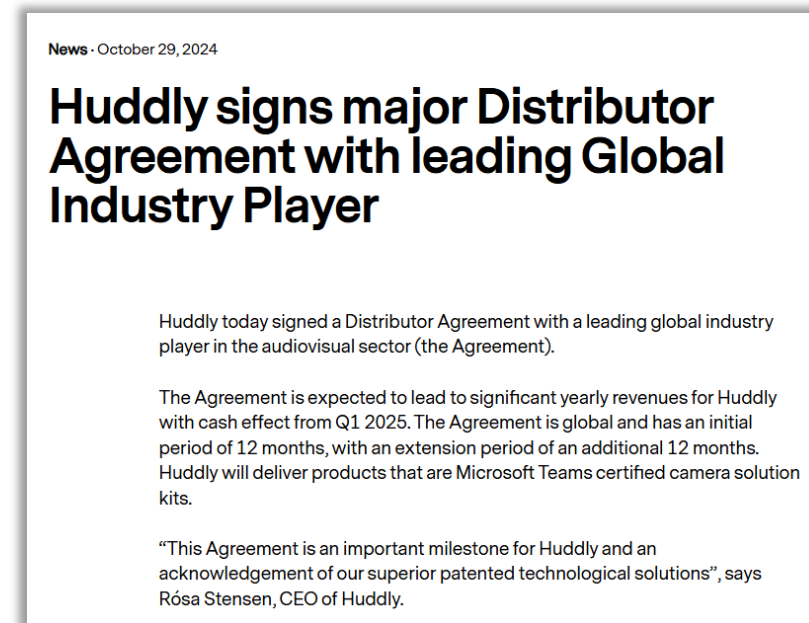 News · October 29, 2024
Huddly signs major Distributor
Agreement with leading Global
Industry Player
Huddly today signed a Distributor Agreement with a leading global industry
player in the audiovisual sector (the Agreement).
The Agreement is expected to lead to significant yearly revenues for Huddly
with cash effect from Q1 2025. The Agreement is global and has an initial
period of 12 months, with an extension period of an additional 12 months.
Huddly will deliver products that are Microsoft Teams certified camera solution
kits.
“This Agreement is an important milestone for Huddly and an
acknowledgement of our superior patented technological solutions”, says
Rósa Stensen, CEO of Huddly.